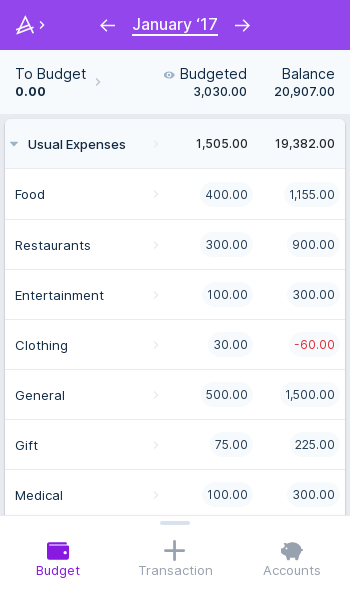 January ‘17
To Budget Budgeted Balance
0.00 3,030.00 20,907.00
Usual Expenses 1,505.00 19,382.00
Food 400.00 1,155.00
Restaurants 300.00 900.00
Entertainment 100.00 300.00
Clothing 30.00 -60.00
General 500.00 1,500.00
Gift 75.00 225.00
Medical 100.00 300.00
Budget Transaction Accounts